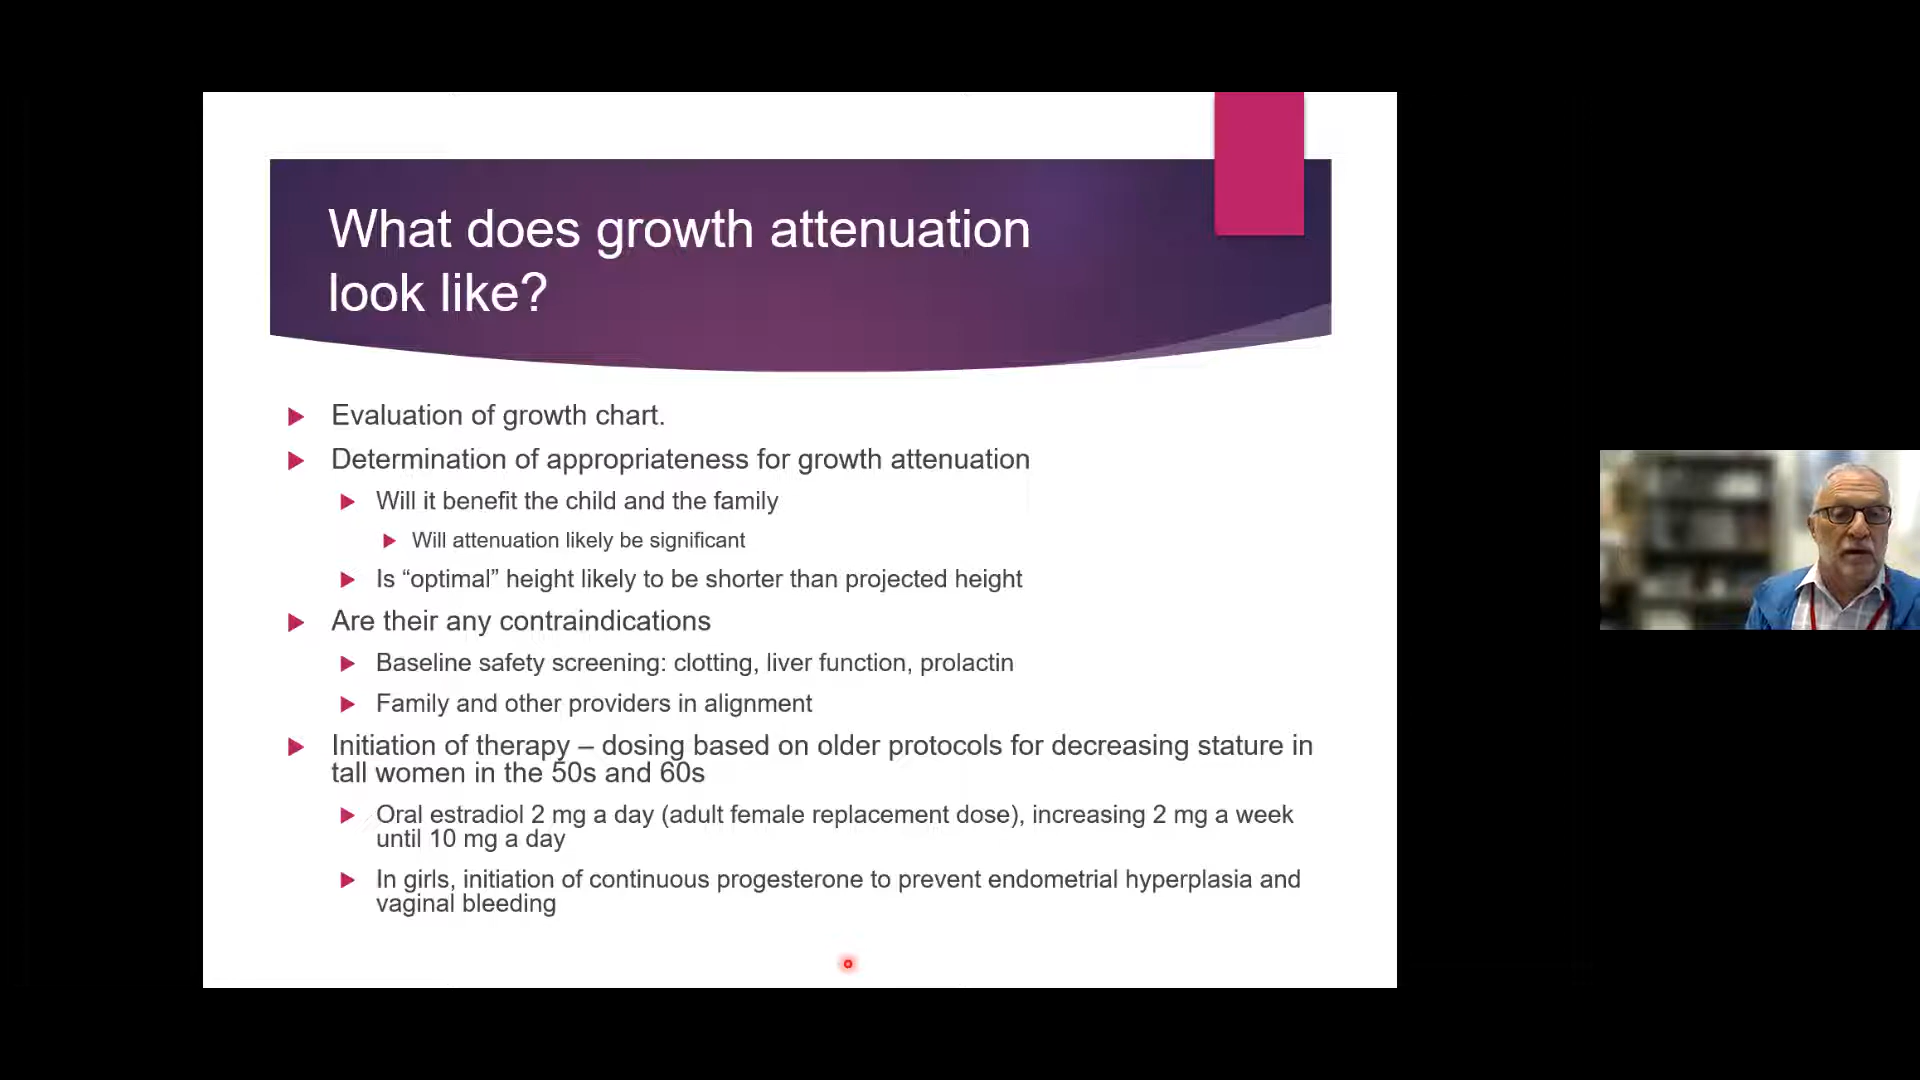 What does growth attenuation
look like?
Evaluation of growth chart.
Determination of appropriateness for growth attenuation
Will it benefit the child and the family
Will attenuation likely be significant
Is “optimal” height likely to be shorter than projected height
Are their any contraindications
Baseline safety screening: clotting, liver function, prolactin
Family and other providers in alignment
Initiation of therapy – dosing based on older protocols for decreasing stature in
tall women in the 50s and 60s
Oral estradiol 2 mg a day (adult female replacement dose), increasing 2 mg a week
until 10 mg a day
In girls, initiation of continuous progesterone to prevent endometrial hyperplasia and
vaginal bleeding